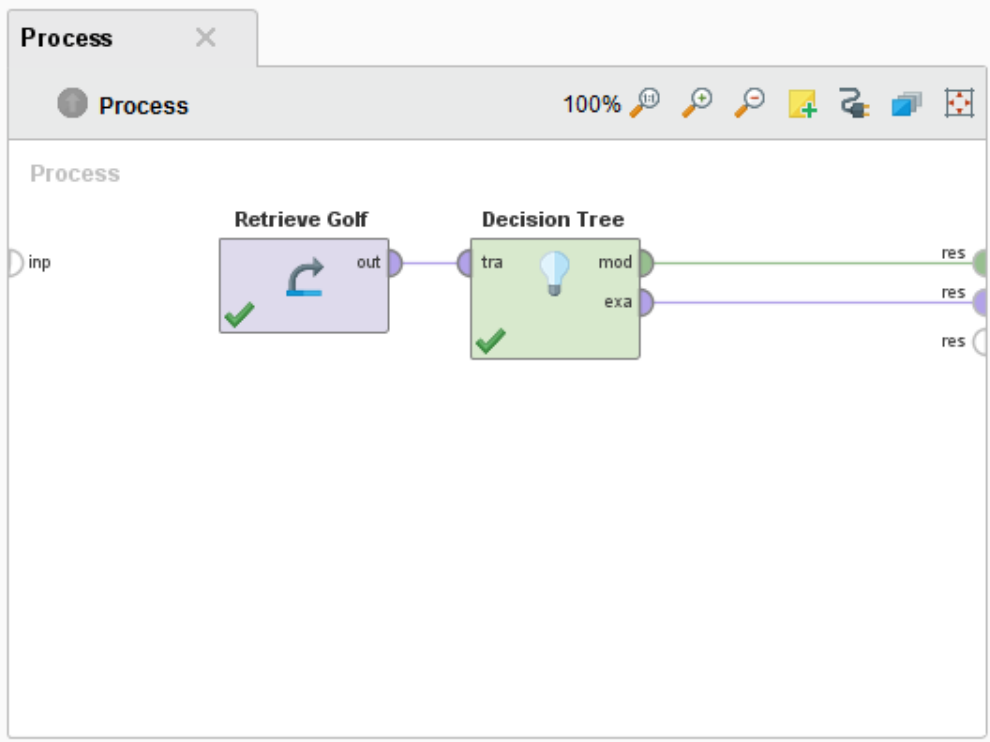 Process
Process
100%
Process
Retrieve Golf
Decision Tree
inp
out
tra
mod
exa
res
res
res